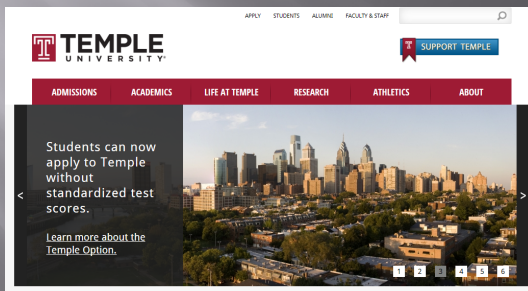 APPLY STUDENTS ALUMNI FACULTY & STAFF
T TEMPLE
UNIVERSITY®
T SUPPORT TEMPLE
ADMISSIONS ACADEMICS LIFE AT TEMPLE RESEARCH ATHLETICS ABOUT
Students can now
apply to Temple
without
standardized test
scores.
< >
Learn more about the
Temple Option.
1 2 3 4 5 6